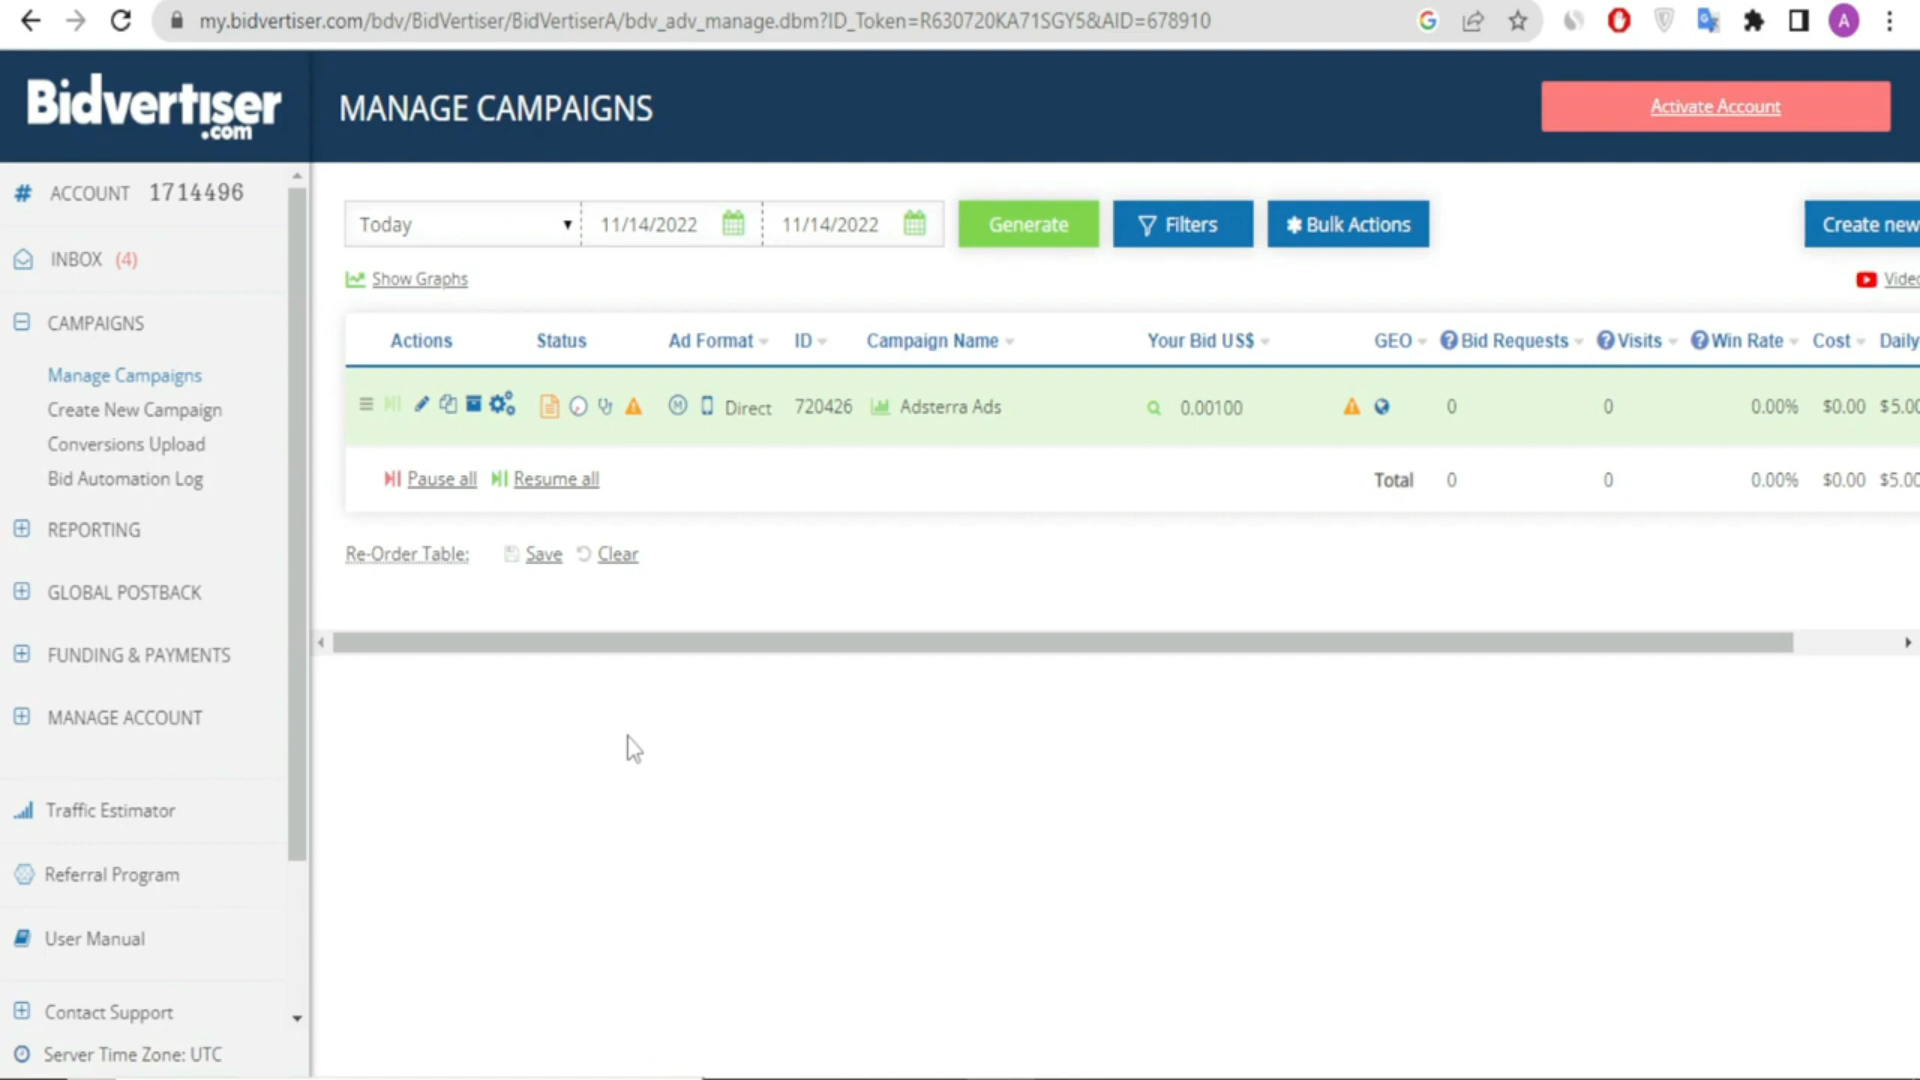 my.bidvertiser.com/bdv/BidVertiser/BidVertiserA/bdv_adv_manage.dbm?ID_Token=R630720KA71SGY5&AID=678910
A
Bidvertiser
.com
MANAGE CAMPAIGNS
Activate Account
# ACCOUNT 1714496
INBOX (4)
CAMPAIGNS
Manage Campaigns
Create New Campaign
Conversions Upload
Bid Automation Log
REPORTING
GLOBAL POSTBACK
FUNDING & PAYMENTS
MANAGE ACCOUNT
Traffic Estimator
Referral Program
User Manual
Contact Support
Server Time Zone: UTC
Today 11/14/2022 11/14/2022 Generate Filters Bulk Actions Create new
Show Graphs
Actions Status Ad Format ID Campaign Name Your Bid US$ GEO Bid Requests Visits Win Rate Cost Daily
M Direct 720426 Adsterra Ads 0.00100 0 0 0.00% $0.00 $5.00
Pause all Resume all Total 0 0 0.00% $0.00 $5.00
Re-Order Table: Save Clear